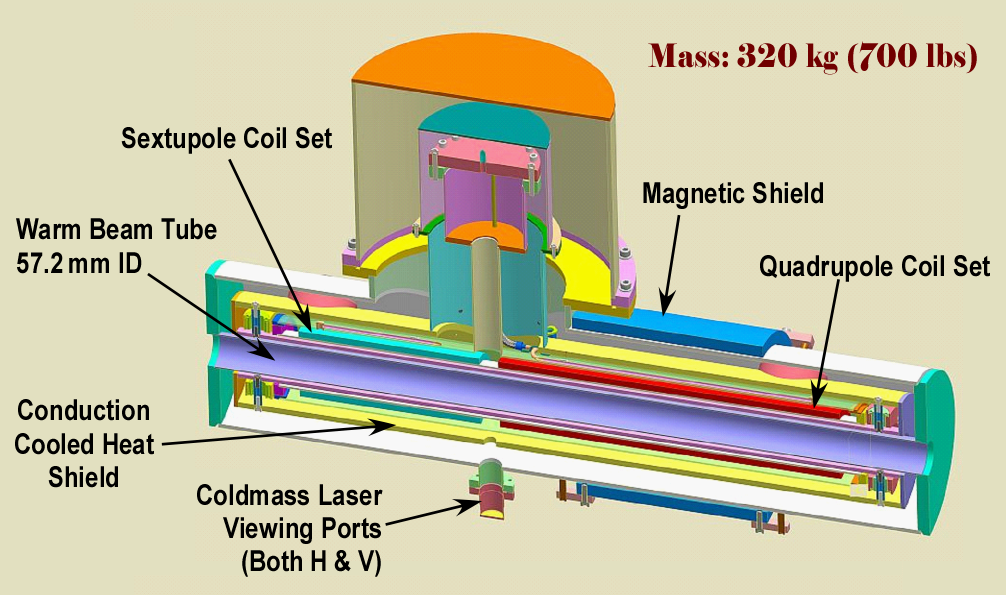 Mass: 320 kg (700 lbs)
Sextupole Coil Set
Magnetic Shield
Warm Beam Tube
57.2 mm ID
Quadrupole Coil Set
Conduction
Cooled Heat
Shield
Coldmass Laser
Viewing Ports
(Both H & V)